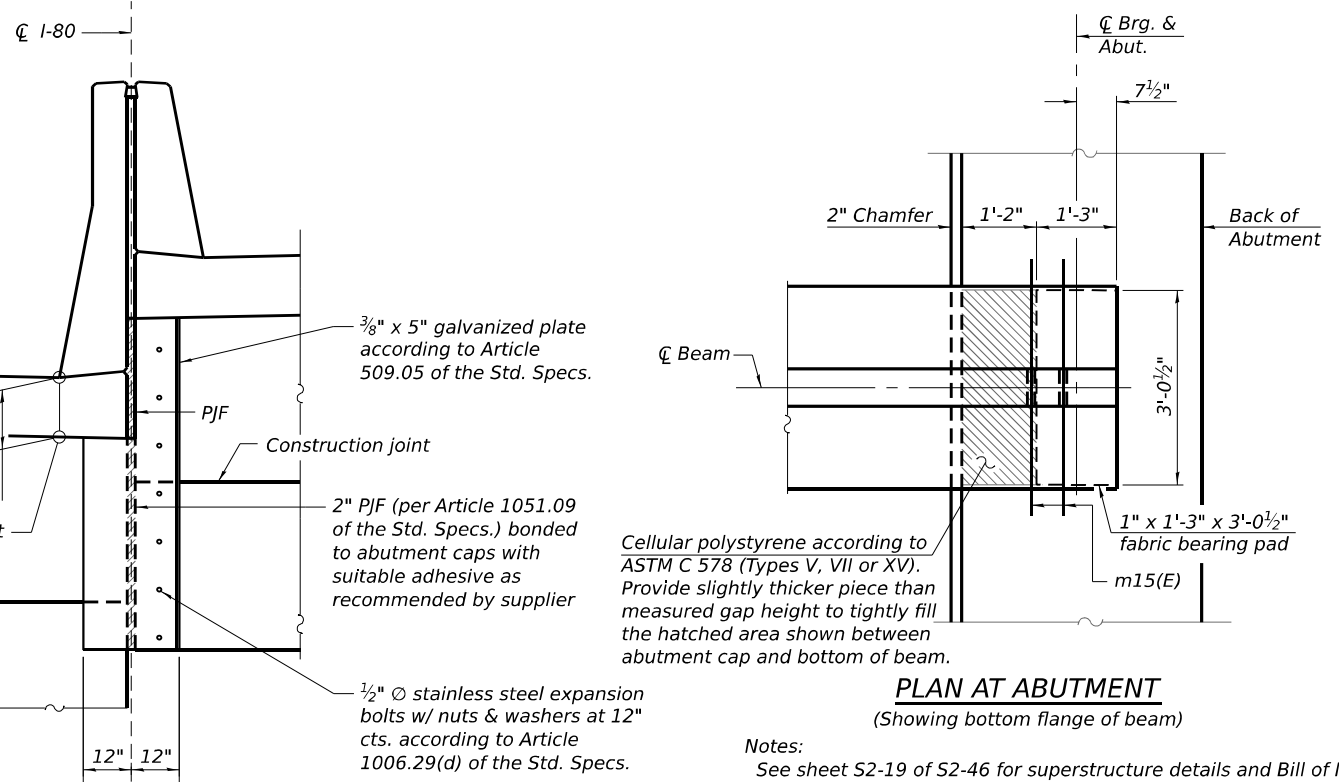 ℄ I-80
⅜" x 5" galvanized plate
according to Article
509.05 of the Std. Specs.
PJF
Construction joint
2" PJF (per Article 1051.09
of the Std. Specs.) bonded
to abutment caps with
suitable adhesive as
recommended by supplier
½" ∅ stainless steel expansion
bolts w/ nuts & washers at 12"
cts. according to Article
1006.29(d) of the Std. Specs.
12" 12"
℄ Brg. &
Abut.
7½"
2" Chamfer 1'-2" 1'-3"
Back of
Abutment
℄ Beam
3'-0½"
1" x 1'-3" x 3'-0½"
fabric bearing pad
m15(E)
Cellular polystyrene according to
ASTM C 578 (Types V, VII or XV).
Provide slightly thicker piece than
measured gap height to tightly fill
the hatched area shown between
abutment cap and bottom of beam.
PLAN AT ABUTMENT
(Showing bottom flange of beam)
Notes:
See sheet S2-19 of S2-46 for superstructure details and Bill of